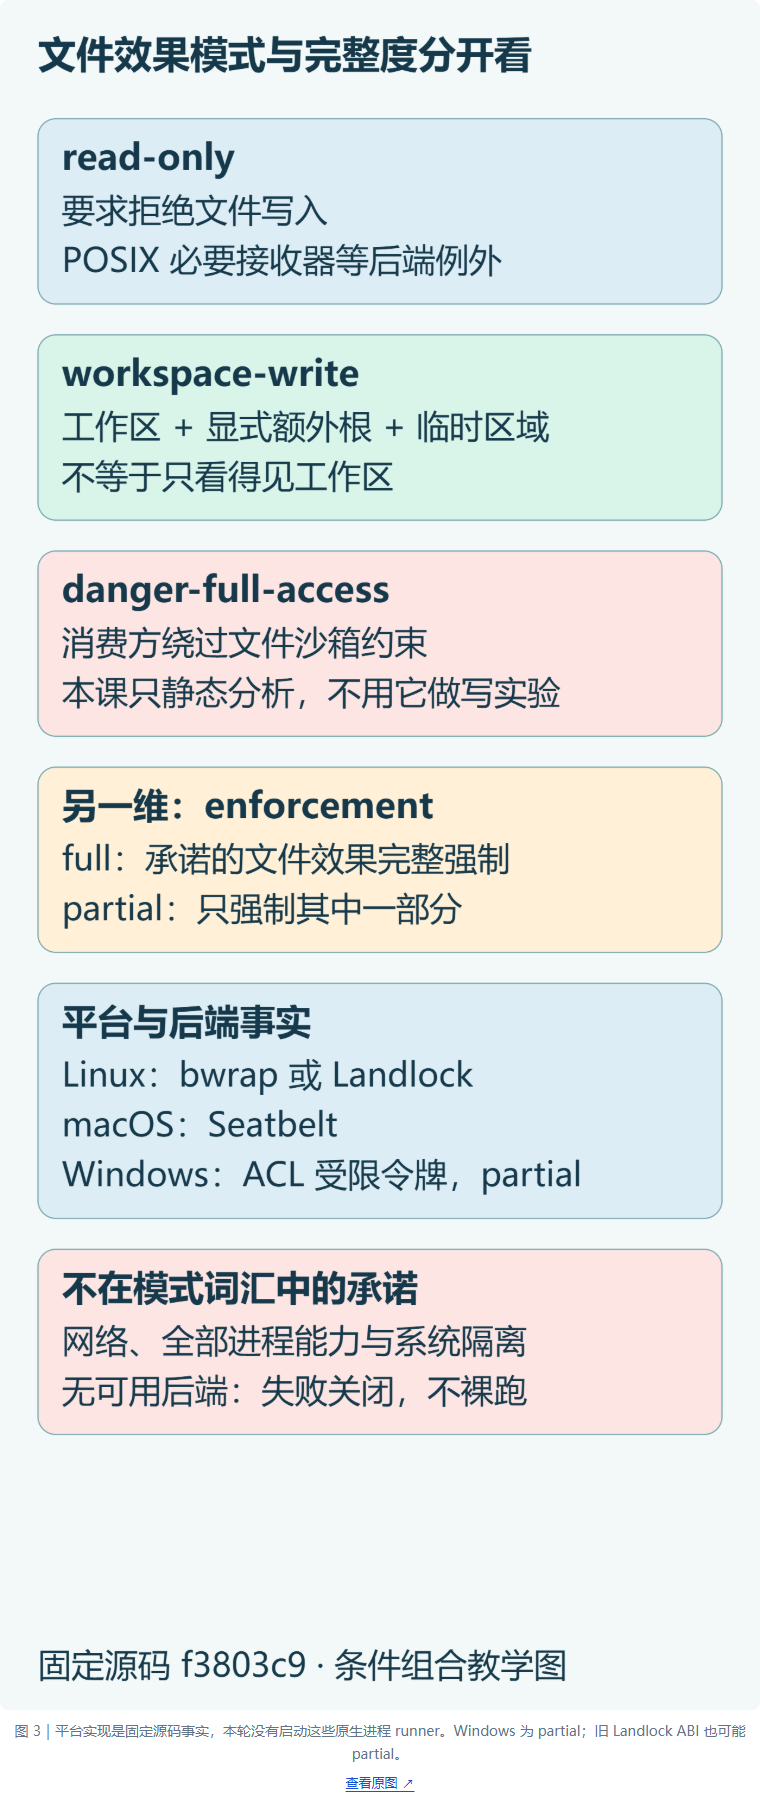 文件效果模式与完整度分开看
read-only
要求拒绝文件写入
POSIX 必要接收器等后端例外
workspace-write
工作区 + 显式额外根 + 临时区域
不等于只看得见工作区
danger-full-access
消费方绕过文件沙箱约束
本课只静态分析，不用它做写实验
另一维：enforcement
full：承诺的文件效果完整强制
partial：只强制其中一部分
平台与后端事实
Linux：bwrap 或 Landlock
macOS：Seatbelt
Windows：ACL 受限令牌，partial
不在模式词汇中的承诺
网络、全部进程能力与系统隔离
无可用后端：失败关闭，不裸跑
固定源码 f3803c9 · 条件组合教学图
图 3 | 平台实现是固定源码事实，本轮没有启动这些原生进程 runner。Windows 为 partial；旧 Landlock ABI 也可能
partial。
查看原图 ↗